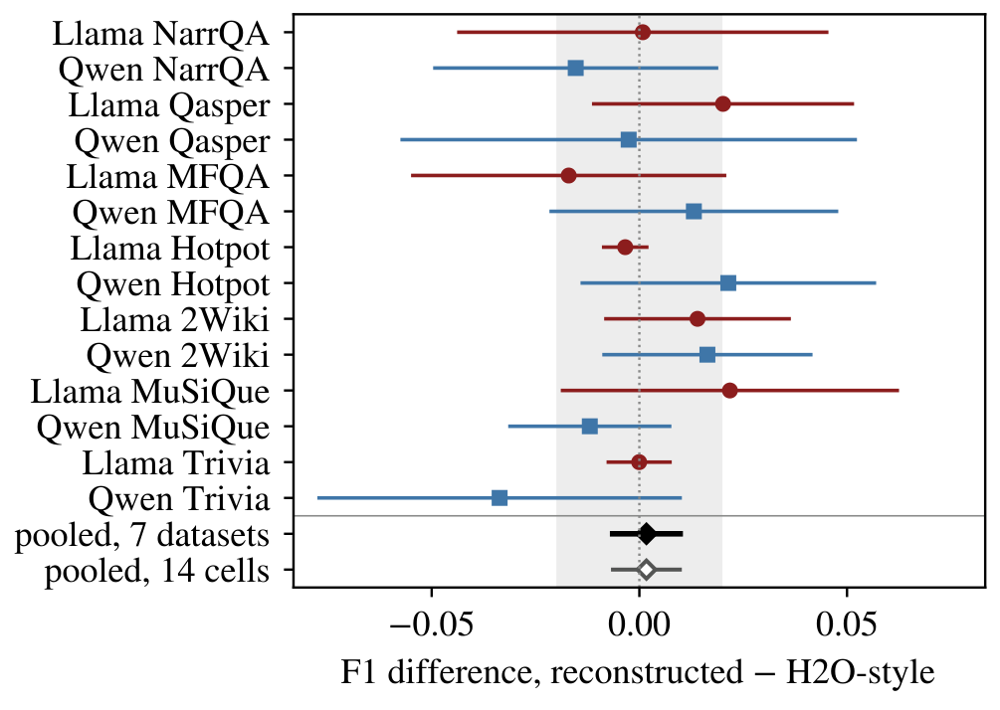 Llama NarrQA
Qwen NarrQA
Llama Qasper
Qwen Qasper
Llama MFQA
Qwen MFQA
Llama Hotpot
Qwen Hotpot
Llama 2Wiki
Qwen 2Wiki
Llama MuSiQue
Qwen MuSiQue
Llama Trivia
Qwen Trivia
pooled, 7 datasets
pooled, 14 cells
−0.05 0.00 0.05
F1 difference, reconstructed − H2O-style